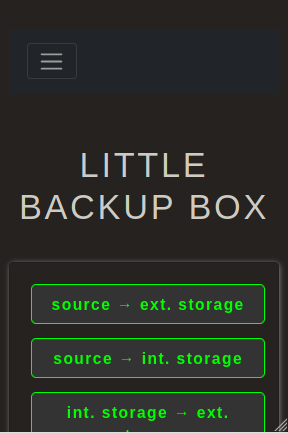 LITTLE
BACKUP BOX
source → ext. storage
source → int. storage
int. storage → ext.